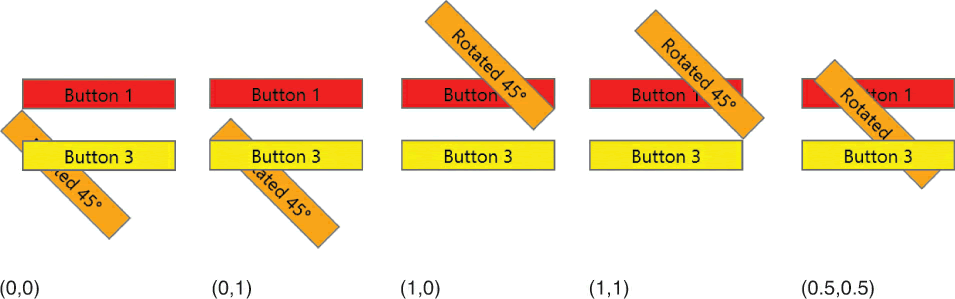 Button 1
Rotated 45°
Button 3
(0,0)
Button 1
Button 3
tated 45°
(0,1)
Rotated 45°
Button
Button 3
(1,0)
Rotated 45°
Button 1
Button 3
(1,1)
Button 1
Rotated
Button 3
(0.5,0.5)